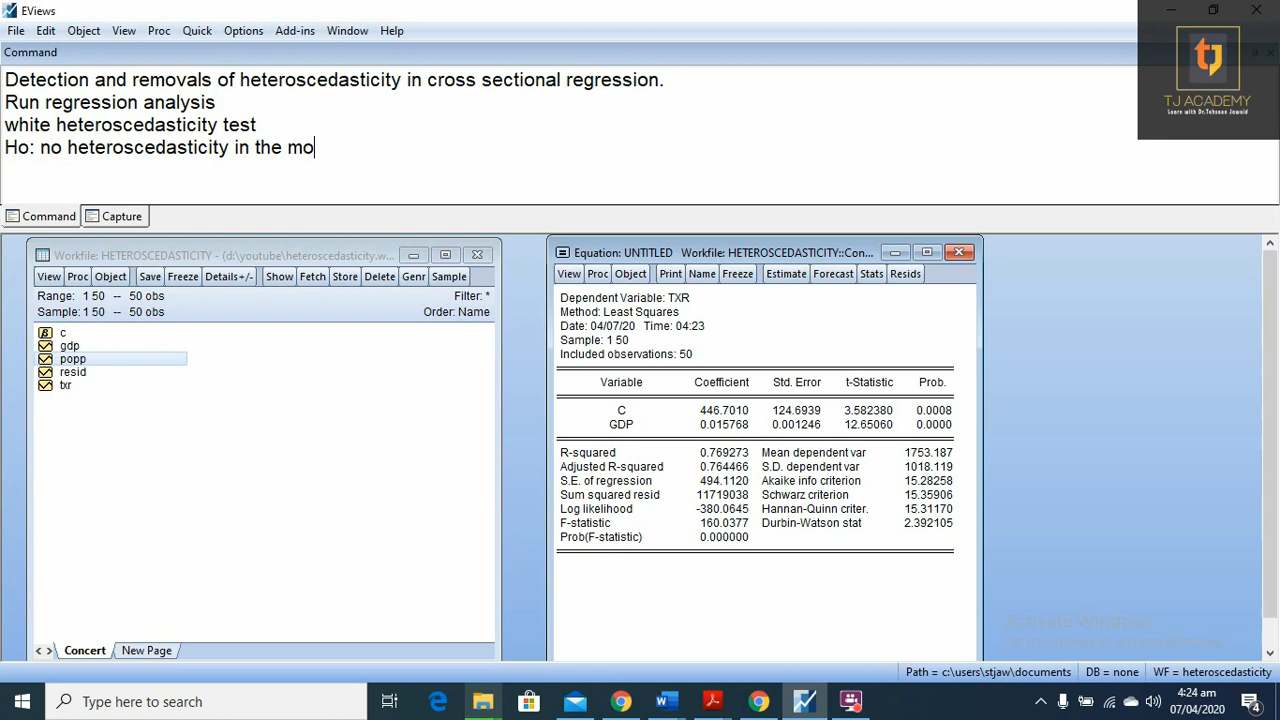 EViews
File Edit Object View Proc Quick Options Add-ins Window Help
Command
Detection and removals of heteroscedasticity in cross sectional regression.
Run regression analysis
white heteroscedasticity test
Ho: no heteroscedasticity in the mo
TJ ACADEMY
Learn with Dr.Tehseen Jawaid
Command Capture
Workfile: HETEROSCEDASTICITY - (d:\youtube\heteroscedasticity.w...
View Proc Object Save Freeze Details+/- Show Fetch Store Delete Genr Sample
Range: 1 50 -- 50 obs Filter: *
Sample: 1 50 -- 50 obs Order: Name
c
gdp
popp
resid
txr
Concert New Page
Equation: UNTITLED Workfile: HETEROSCEDASTICITY::Con...
View Proc Object Print Name Freeze Estimate Forecast Stats Resids
Dependent Variable: TXR
Method: Least Squares
Date: 04/07/20 Time: 04:23
Sample: 1 50
Included observations: 50
Variable Coefficient Std. Error t-Statistic Prob.
C 446.7010 124.6939 3.582380 0.0008
GDP 0.015768 0.001246 12.65060 0.0000
R-squared 0.769273 Mean dependent var 1753.187
Adjusted R-squared 0.764466 S.D. dependent var 1018.119
S.E. of regression 494.1120 Akaike info criterion 15.28258
Sum squared resid 11719038 Schwarz criterion 15.35906
Log likelihood -380.0645 Hannan-Quinn criter. 15.31170
F-statistic 160.0377 Durbin-Watson stat 2.392105
Prob(F-statistic) 0.000000
Activate Windows
Path = c:\users\stjaw\documents DB = none WF = heteroscedasticity
Type here to search
4:24 am
07/04/2020
4